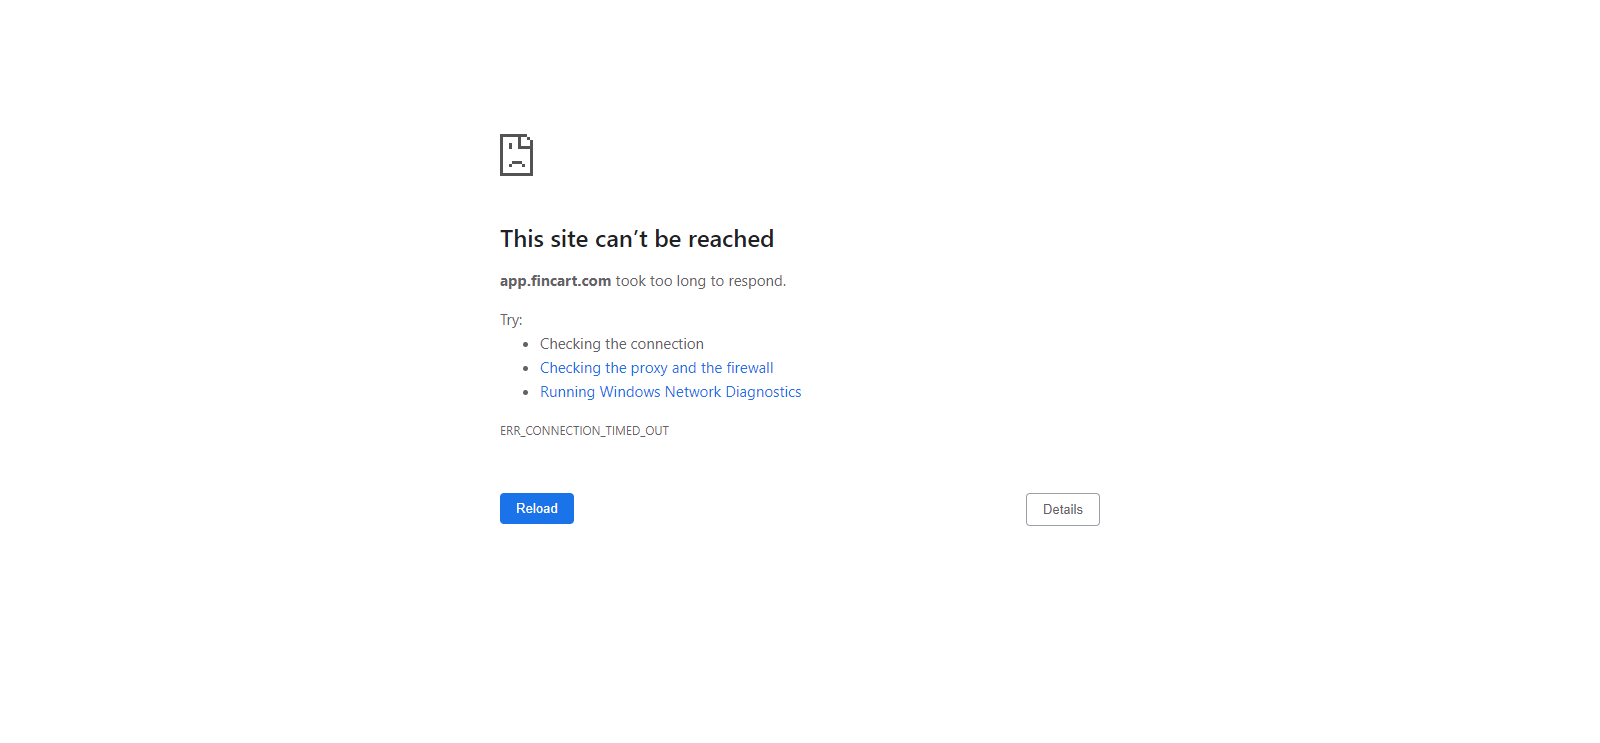 This site can’t be reached
app.fincart.com took too long to respond.
Try:
Checking the connection
Checking the proxy and the firewall
Running Windows Network Diagnostics
ERR_CONNECTION_TIMED_OUT
Reload
Details